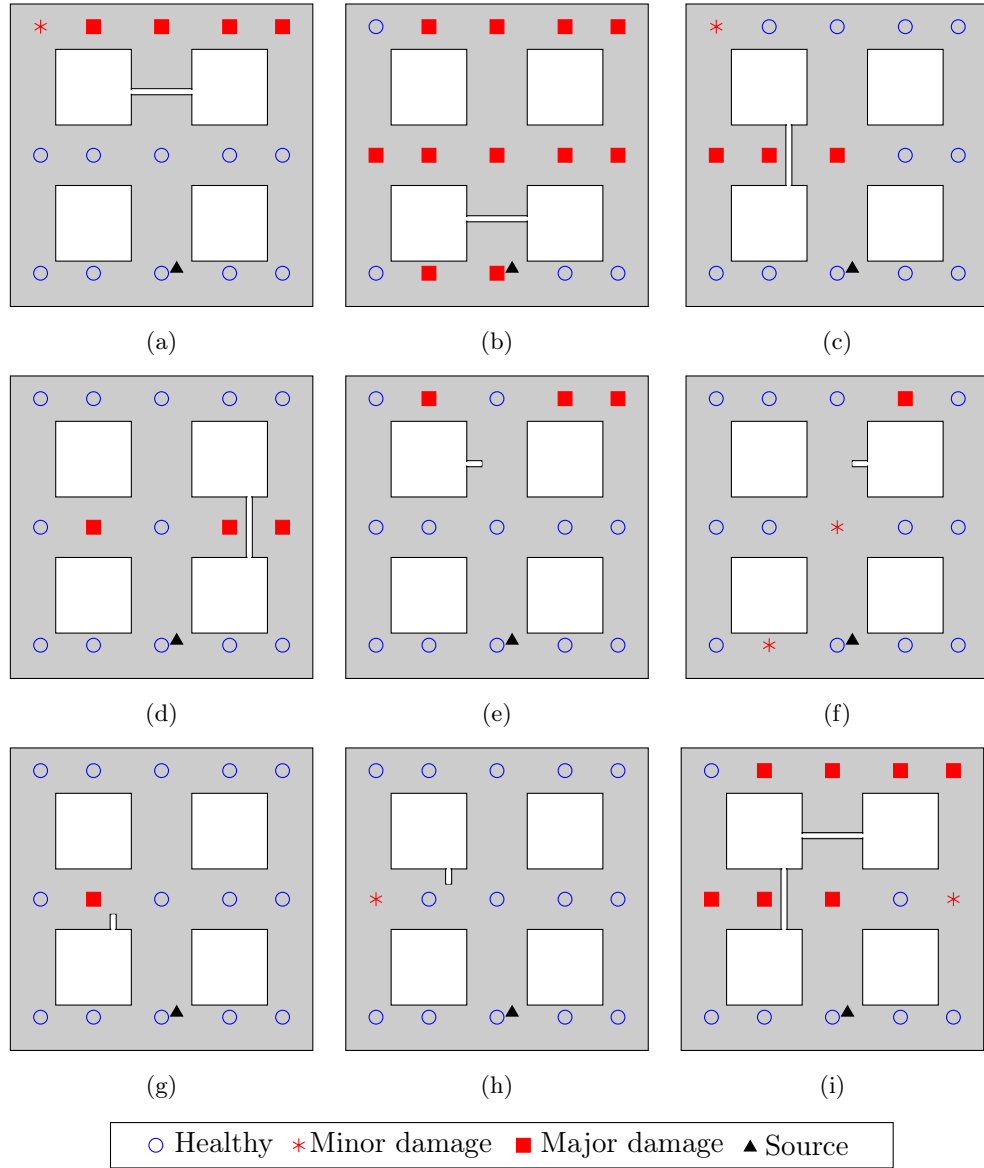 (a) (b) (c)
(d) (e) (f)
(g) (h) (i)
Healthy Minor damage Major damage Source